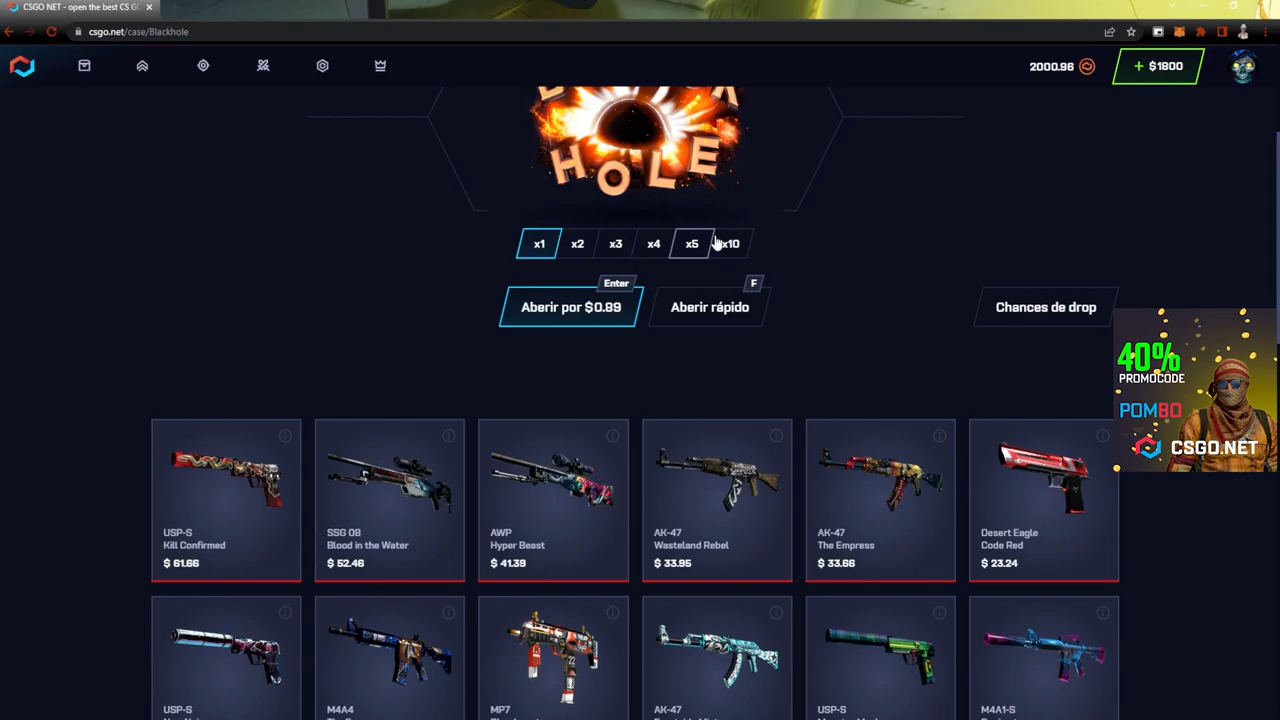 CSGO NET - open the best CS G
csgo.net/case/Blackhole
2000.96
+ $1800
HOLE
x1
x2
x3
x4
x5
x10
Enter
F
Aberir por $0.89
Aberir rápido
Chances de drop
40%
PROMOCODE
POMBO
CSGO.NET
USP-S
Kill Confirmed
$ 61.66
SSG 08
Blood in the Water
$ 52.46
AWP
Hyper Beast
$ 41.39
AK-47
Wasteland Rebel
$ 33.95
AK-47
The Empress
$ 33.66
Desert Eagle
Code Red
$ 23.24
USP-S
M4A4
MP7
AK-47
USP-S
M4A1-S